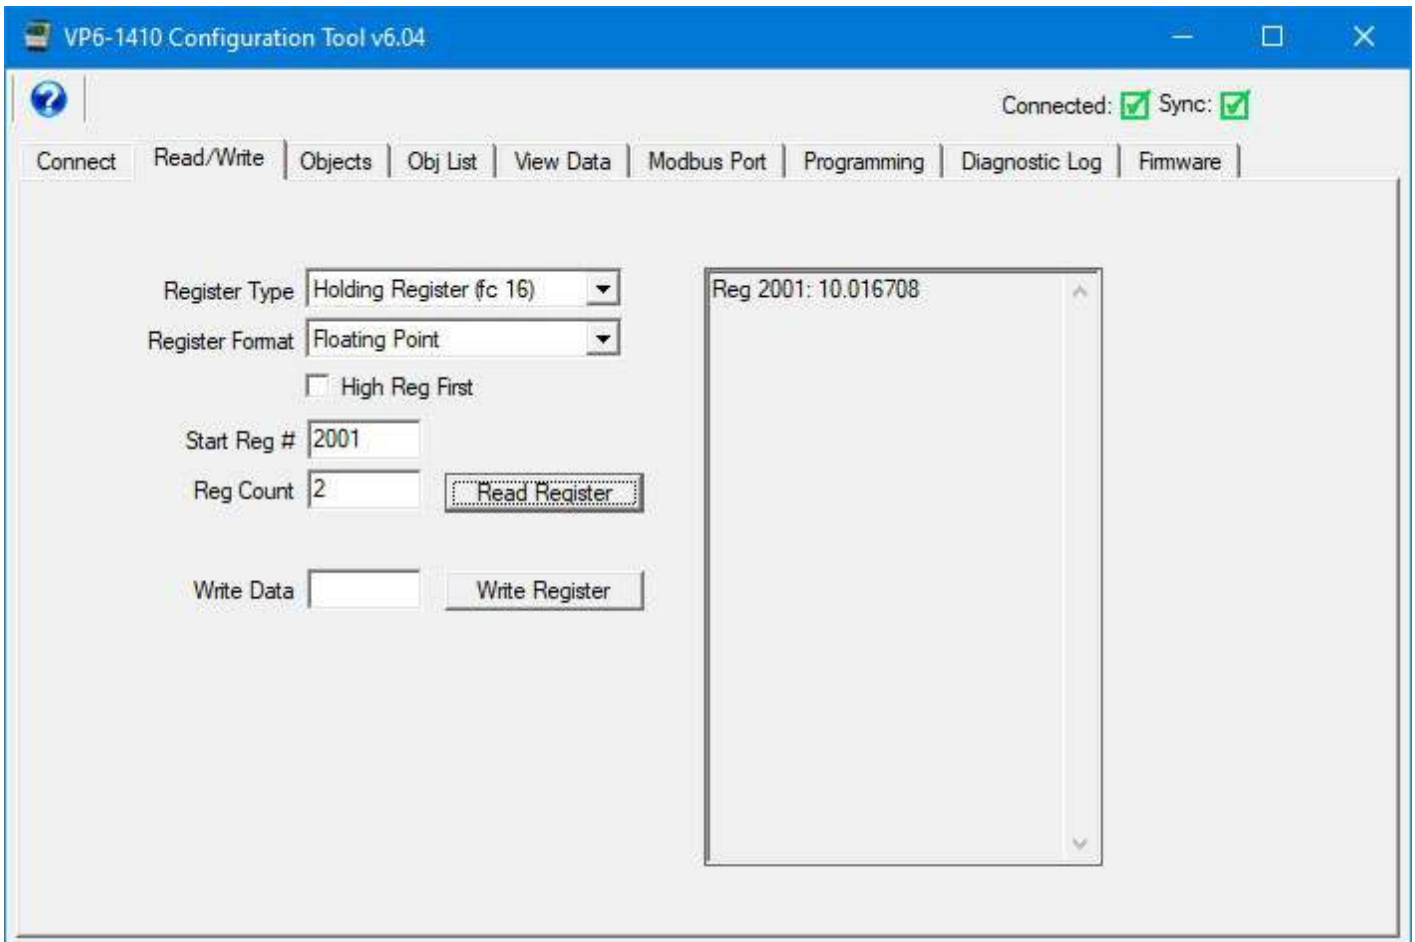 VP6-1410 Configuration Tool v6.04
Connected: Sync:
Connect Read/Write Objects Obj List View Data Modbus Port Programming Diagnostic Log Firmware
Register Type Holding Register (fc 16)
Reg 2001: 10.016708
Register Format Floating Point
High Reg First
Start Reg # 2001
Reg Count 2 Read Register
Write Data Write Register